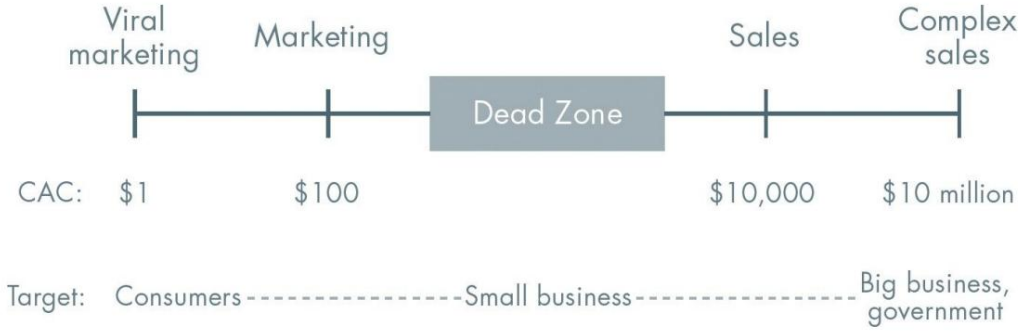 Viral
marketing
Marketing
Dead Zone
Sales
Complex
sales
CAC: $1 $100 $10,000 $10 million
Target: Consumers Small business Big business,
government